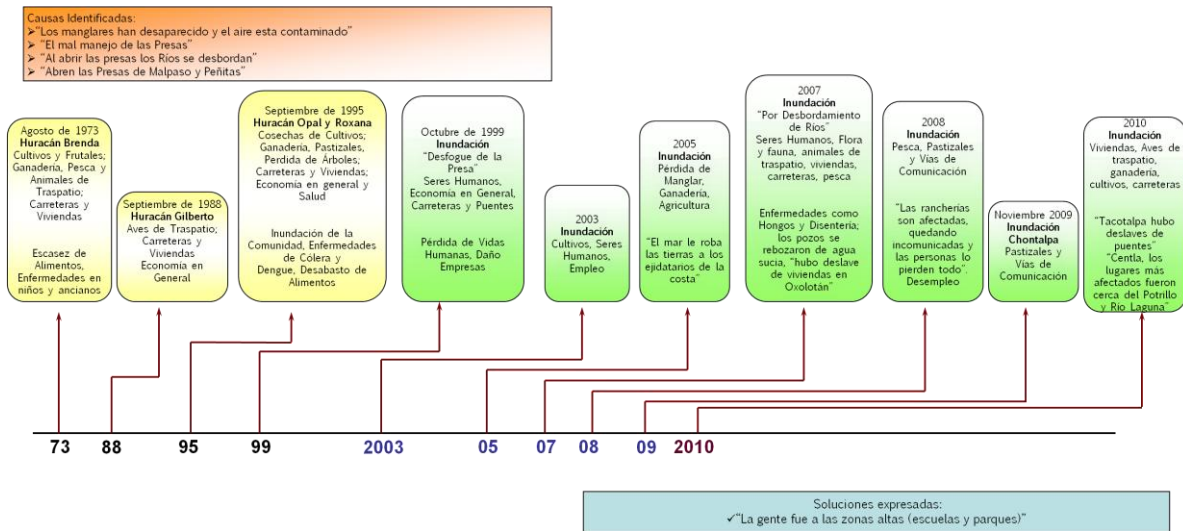 Causas Identificadas:
➢"Los manglares han desaparecido y el aire esta contaminado"
➢ "El mal manejo de las Presas"
➢ "Al abrir las presas los Ríos se desbordan"
➢ "Abren las Presas de Malpaso y Peñitas"
Agosto de 1973
Huracán Brenda
Cultivos y Frutales;
Ganadería, Pesca y
Animales de
Traspatio;
Carreteras y
Viviendas
Escasez de
Alimentos,
Enfermedades en
niños y ancianos
Septiembre de 1988
Huracán Gilberto
Aves de Traspatio;
Carreteras y
Viviendas
Economía en
General
Septiembre de 1995
Huracán Opal y Roxana
Cosechas de Cultivos;
Ganadería, Pastizales,
Perdida de Árboles;
Carreteras y Viviendas;
Economía en general y
Salud
Inundación de la
Comunidad, Enfermedades
de Cólera y
Dengue, Desabasto de
Alimentos
Octubre de 1999
Inundación
"Desfogue de la
Presa"
Seres Humanos,
Economía en General,
Carreteras y Puentes
Pérdida de Vidas
Humanas, Daño
Empresas
2003
Inundación
Cultivos, Seres
Humanos, Empleo
2005
Inundación
Pérdida de
Manglar,
Ganadería,
Agricultura
"El mar le roba
las tierras a los
ejidatarios de la
costa"
2007
Inundación
"Por Desbordamiento de
Ríos"
Seres Humanos, Flora
y fauna, animales de
traspatio, viviendas,
carreteras, pesca
Enfermedades como
Hongos y Disentería;
los pozos se
rebozaron de agua
sucia, "hubo deslave
de viviendas en
Oxolotán"
2008
Inundación
Pesca, Pastizales
y Vías de
Comunicación
"Las rancherías
son afectadas,
quedando
incomunicadas y
las personas lo
pierden todo".
Desempleo
Noviembre 2009
Inundación
Chontalpa
Pastizales y
Vías de
Comunicación
2010
Inundación
Viviendas, Aves de
traspatio,
ganadería,
cultivos, carreteras
"Tacotalpa hubo
deslaves de
puentes"
"Centla, los
lugares más
afectados fueron
cerca del Potrillo
y Río Laguna"
73 88 95 99 2003 05 07 08 09 2010
Soluciones expresadas:
✓"La gente fue a las zonas altas (escuelas y parques)"